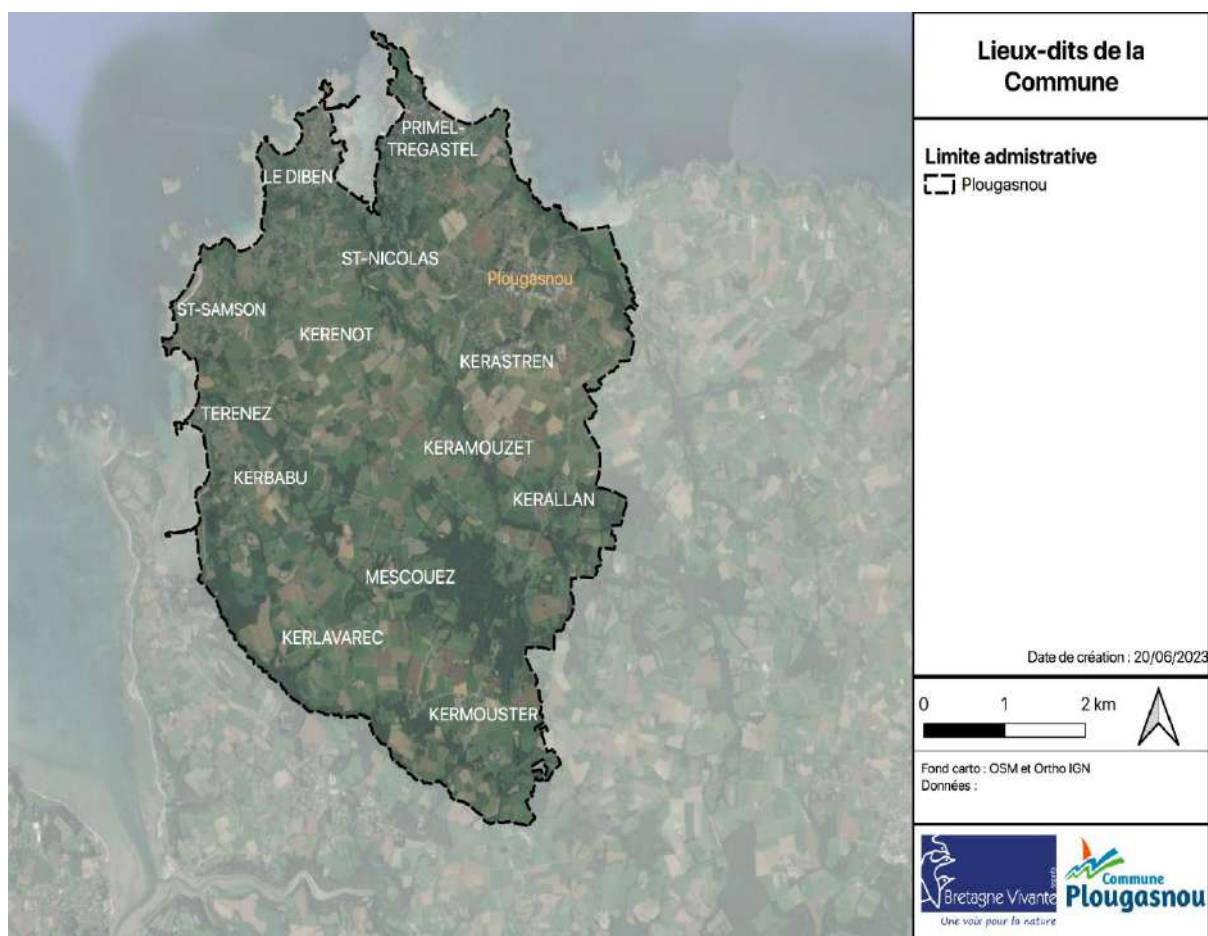 PRIMEL-
TREGASTEL
LE DIBEN
ST-NICOLAS
Plougasnou
ST-SAMSON
KERENOT
KERASTREN
TERENEZ
KERAMOUZET
KERBABU
KERALLAN
MESCOUEZ
KERLAVAREC
KERMOUSTER
Lieux-dits de la
Commune
Limite admistrative
Plougasnou
Date de création : 20/06/2023
0 1 2 km
Fond carto : OSM et Ortho IGN
Données :
Bretagne Vivante
Une voix pour la nature
Commune
Plougasnou